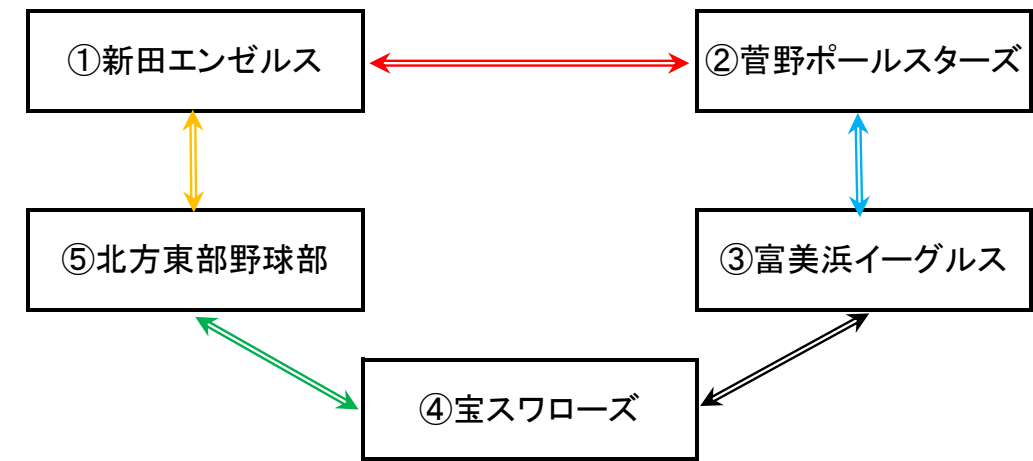 ①新田エンゼルス
②菅野ポールスターズ
⑤北方東部野球部
③富美浜イーグルス
④宝スワローズ